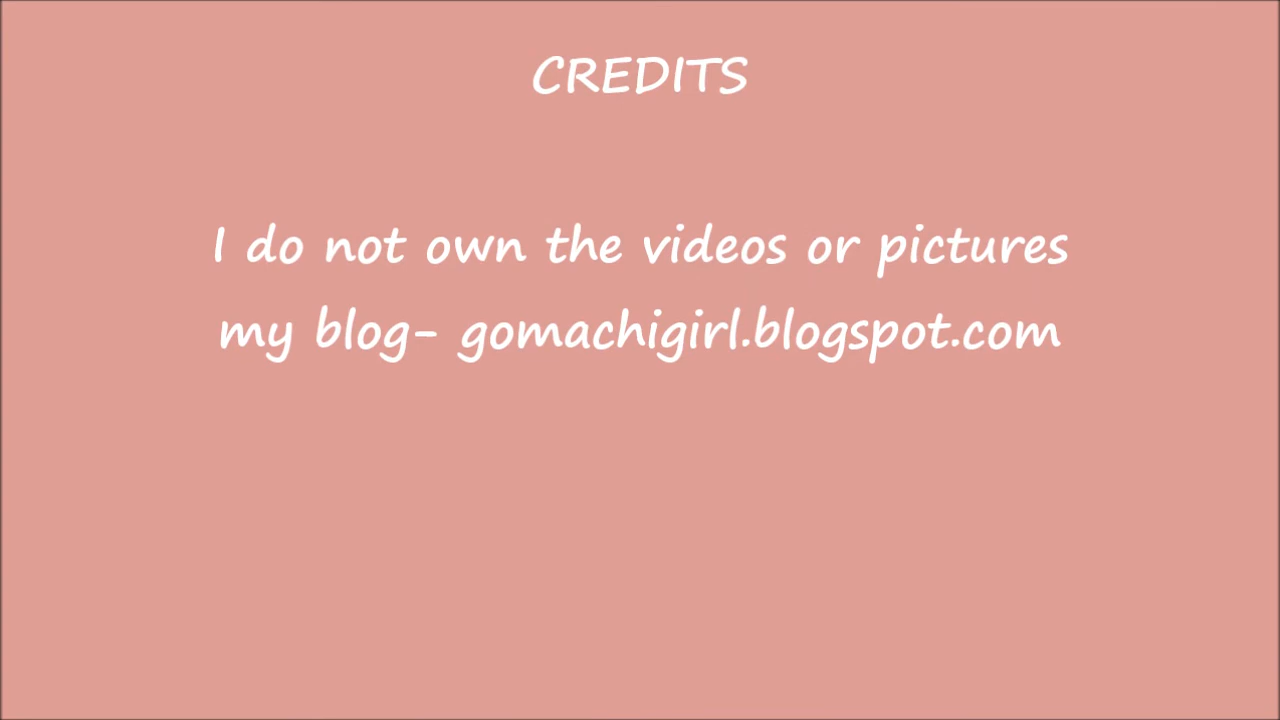 CREDITS
I do not own the videos or pictures
my blog- gomachigirl.blogspot.com